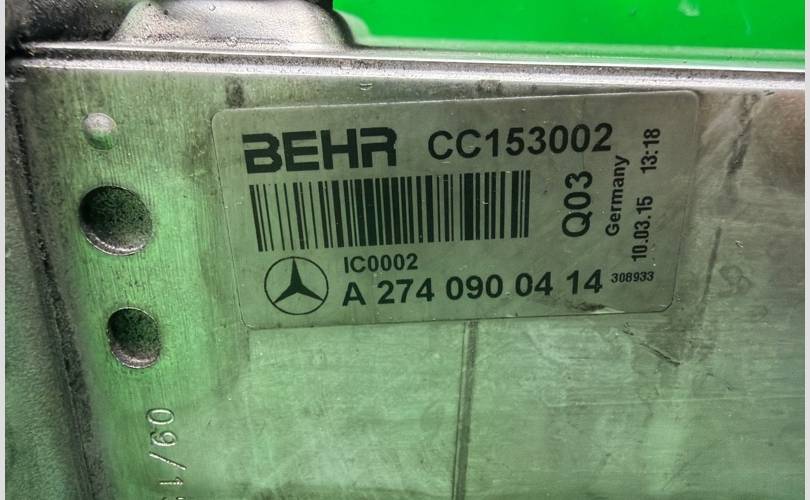 BEHR CC153002
Q03
Germany
10.03.15 13:18
IC0002
A 274 090 04 14 308933